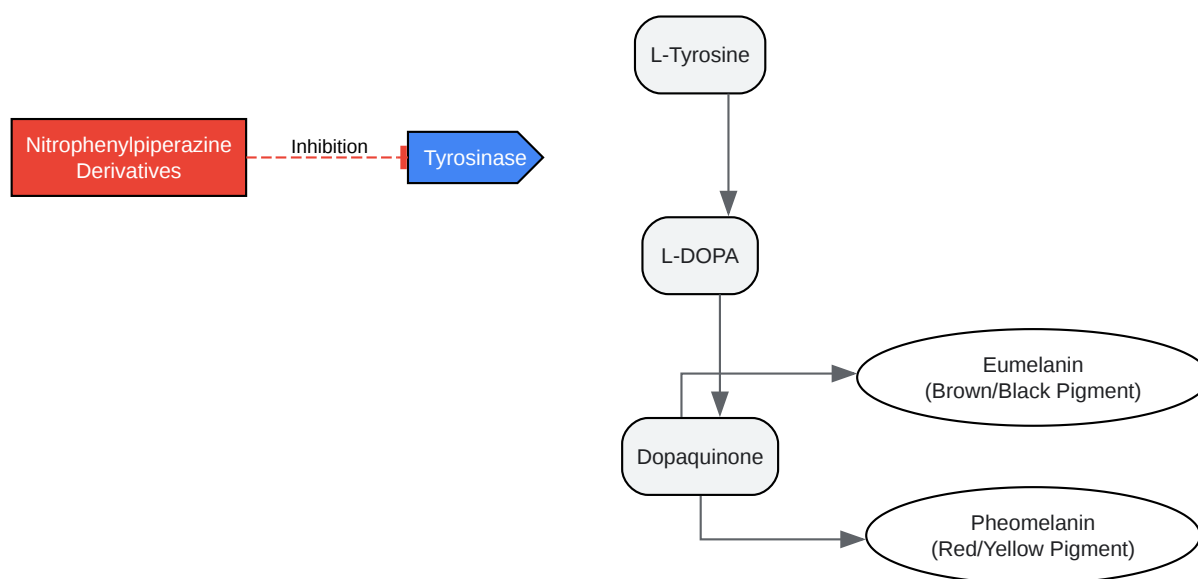 L-Tyrosine
Nitrophenylpiperazine
Derivatives
Inhibition
Tyrosinase
L-DOPA
Eumelanin
(Brown/Black Pigment)
Dopaquinone
Pheomelanin
(Red/Yellow Pigment)